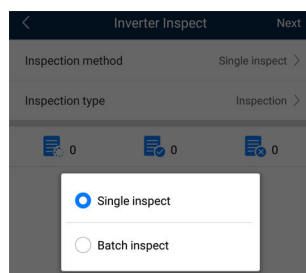 Inverter Inspect Next
Inspection method Single inspect
Inspection type Inspection
0 0 0
Single inspect
Batch inspect